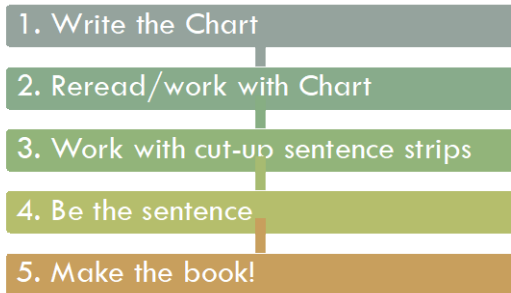 1. Write the Chart
2. Reread/work with Chart
3. Work with cut-up sentence strips
4. Be the sentence
5. Make the book!